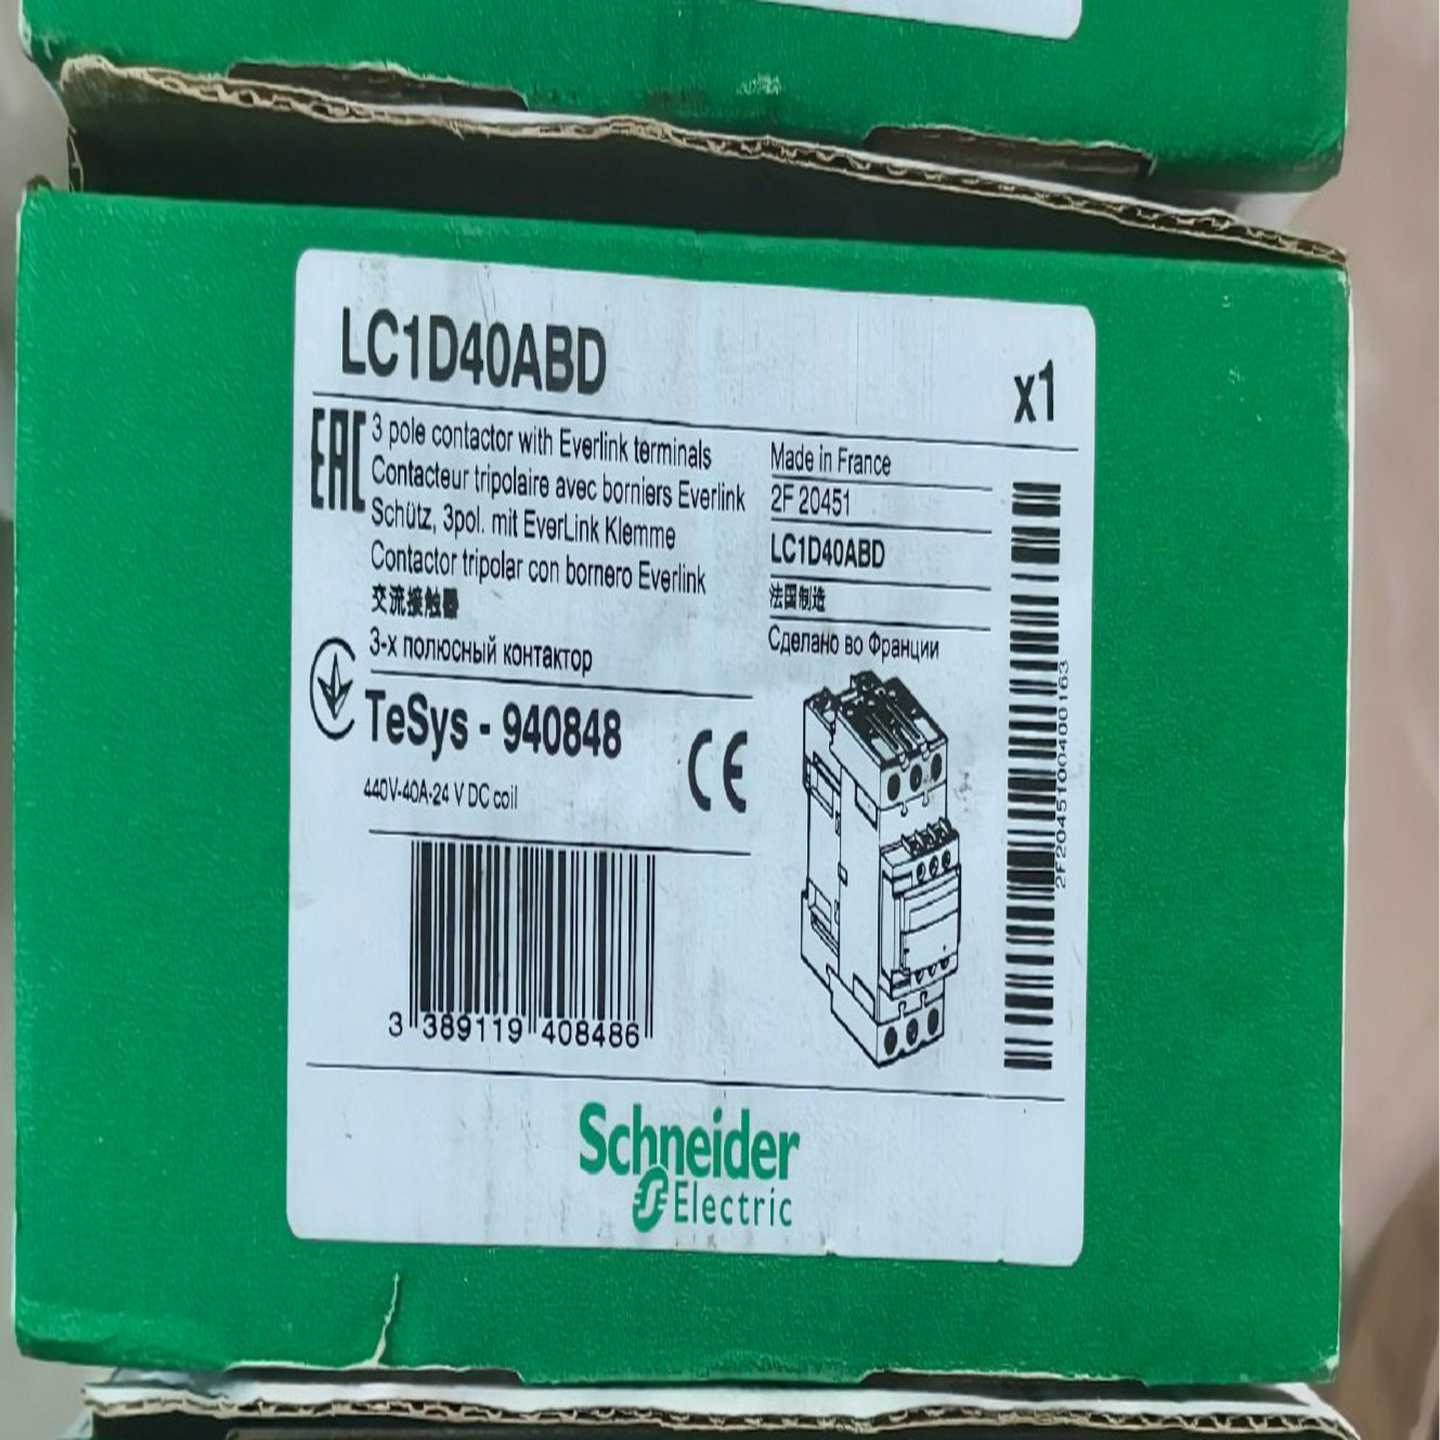 LC1D40ABD
x1
EAC
3 pole contactor with Everlink terminals
Contacteur tripolaire avec borniers Everlink
Schütz, 3pol. mit EverLink Klemme
Contactor tripolar con bornero Everlink
交流接触器
3-х полюсный контактор
Made in France
2F 20451
LC1D40ABD
法国制造
Сделано во Франции
TeSys - 940848
CE
440V-40A-24 V DC coil
3 389119 408486
2F2045100400163
Schneider
Electric